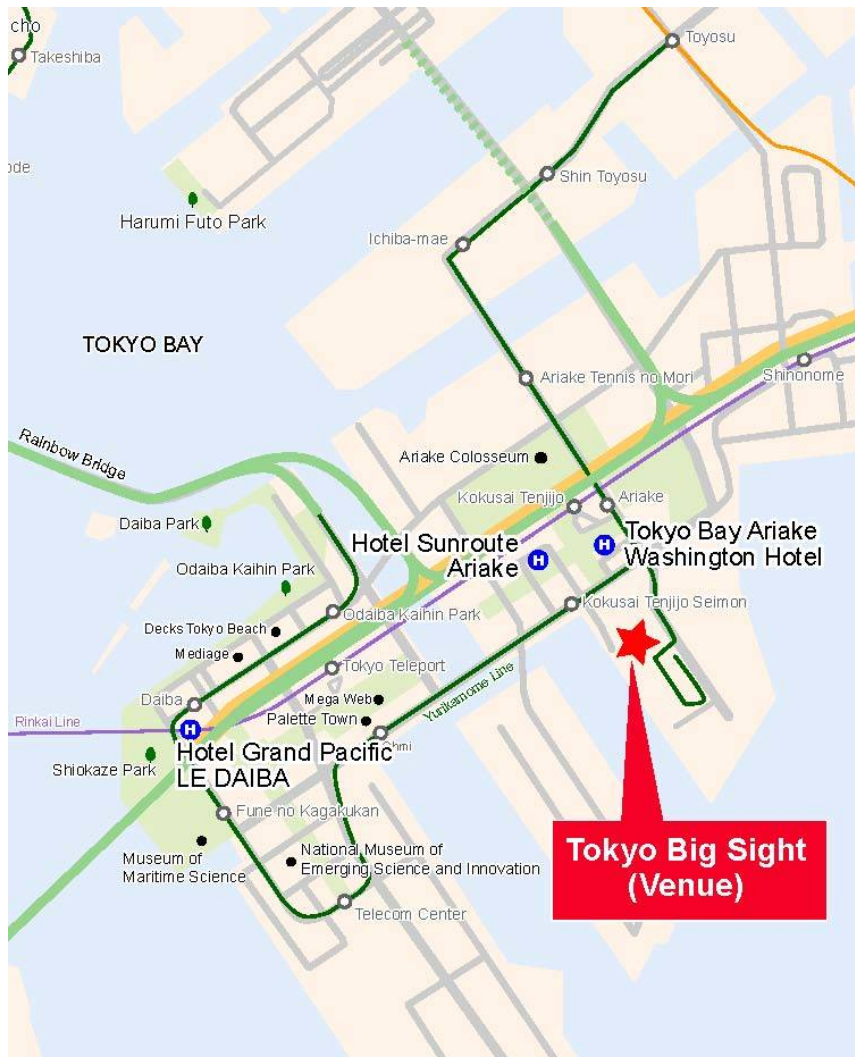 cho
Takeshiba
Toyosu
ode
Shin Toyosu
Harumi Futo Park
Ichiba-mae
TOKYO BAY
Ariake Tennis no Mori
Shinonome
Rainbow Bridge
Ariake Colosseum
Kokusai Tenjijo
Ariake
Daiba Park
Hotel Sunroute
Ariake
Tokyo Bay Ariake
Washington Hotel
Odaiba Kaihin Park
Kokusai Tenjijo Seimon
Odaiba Kaihin Park
Decks Tokyo Beach
Mediage
Tokyo Teleport
Daiba
Mega Web
Yurikamome Line
Rinkai Line
Palette Town
Hotel Grand Pacific
LE DAIBA
Shiokaze Park
Fune no Kagakukan
Museum of
Maritime Science
National Museum of
Emerging Science and Innovation
Telecom Center
Tokyo Big Sight
(Venue)
H
H
H